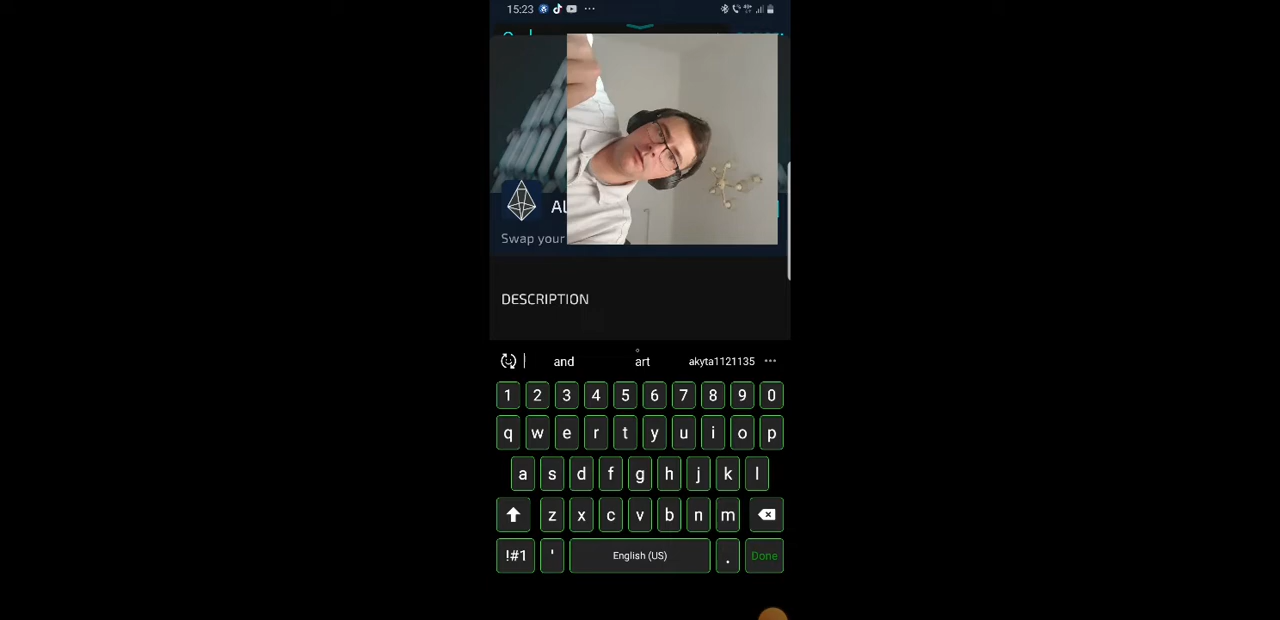 15:23
Al
Swap your
DESCRIPTION
and art akyta1121135
1 2 3 4 5 6 7 8 9 0
q w e r t y u i o p
a s d f g h j k l
z x c v b n m
!#1 ' English (US) . Done